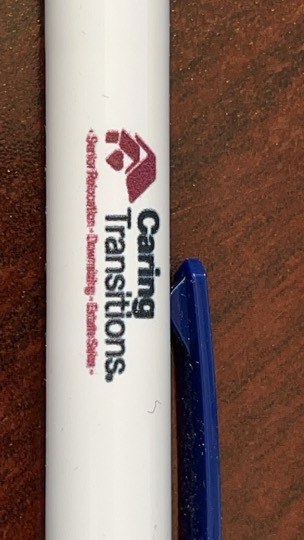 Caring
Transitions.
• Senior Relocation • Downsizing • Estate Sales •